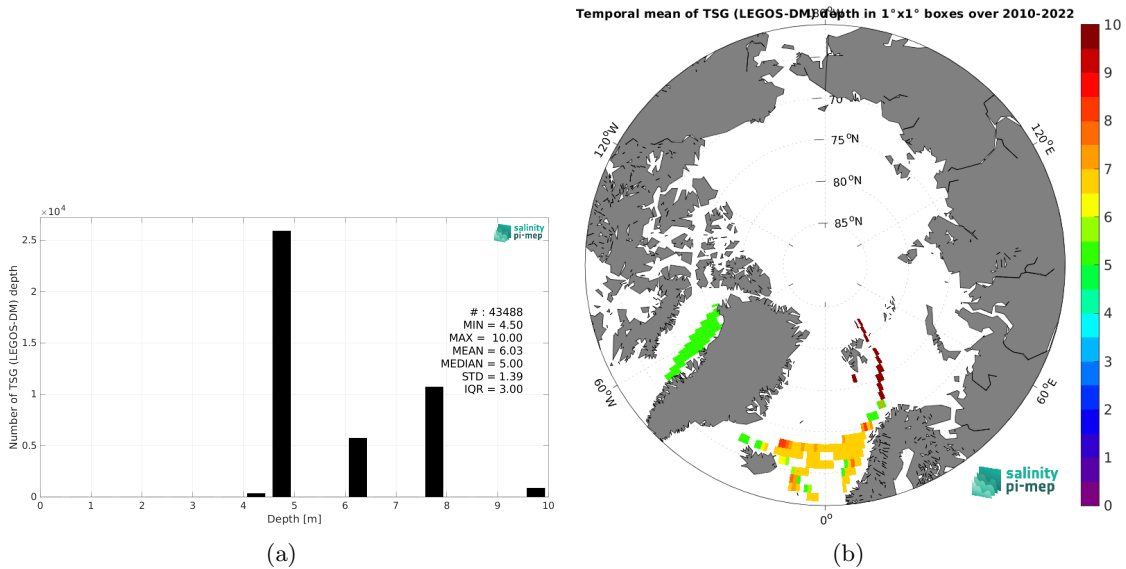 Temporal mean of TSG (LEGOS-DM) depth in 1°x1° boxes over 2010-2022
180°W
70°N
75°N
80°N
85°N
120°W
120°E
60°W
60°E
0°
10
9
8
7
6
5
4
3
2
1
0
salinity
pi-mep
×10⁴
2.5
2
1.5
1
0.5
0
Number of TSG (LEGOS-DM) depth
salinity
pi-mep
# : 43488
MIN = 4.50
MAX = 10.00
MEAN = 6.03
MEDIAN = 5.00
STD = 1.39
IQR = 3.00
0 1 2 3 4 5 6 7 8 9 10
Depth [m]
(a)
(b)